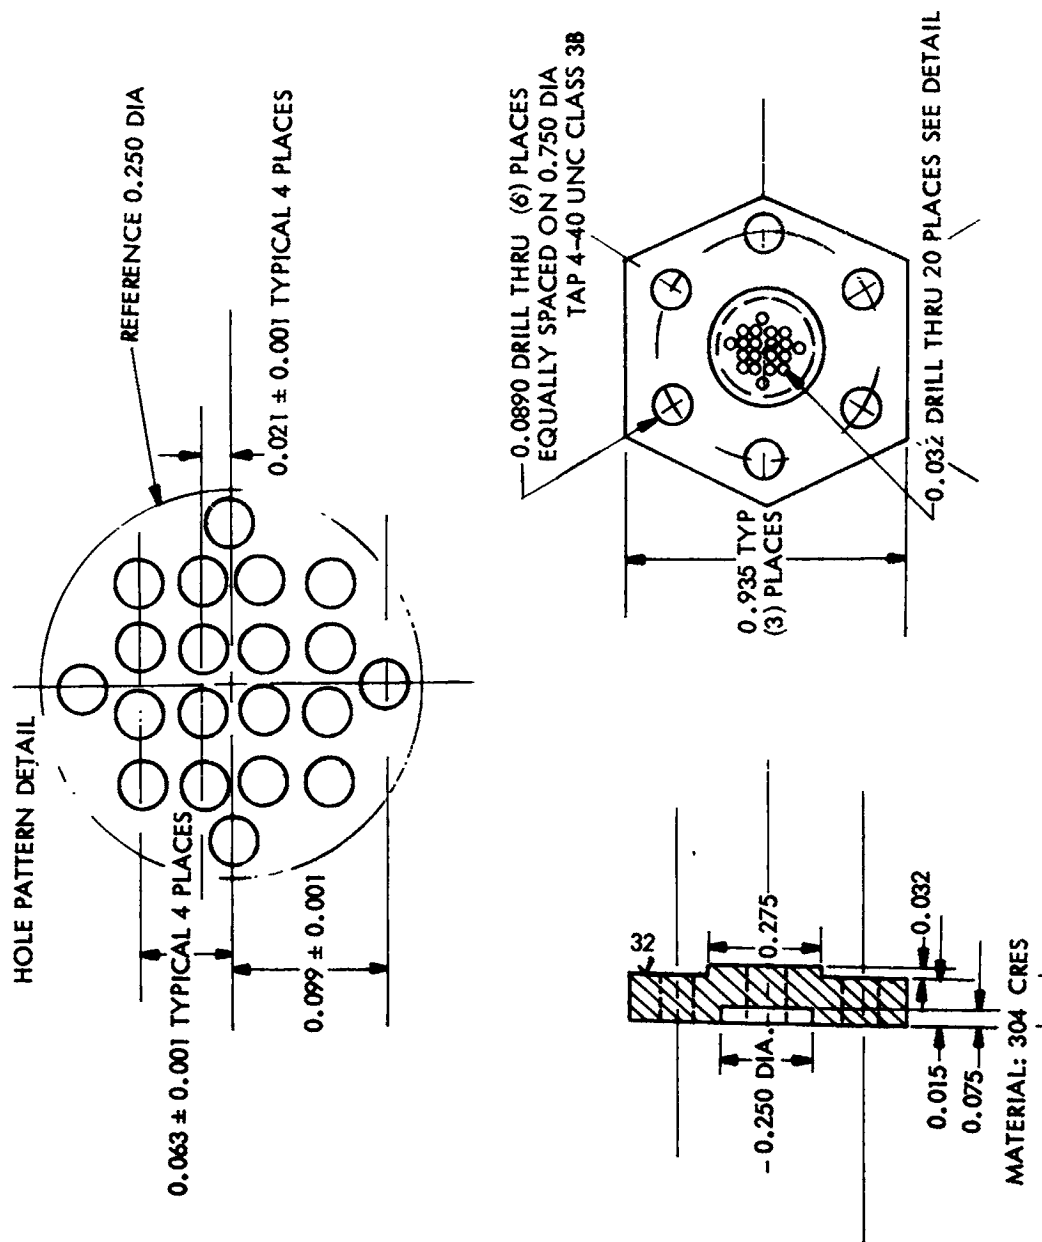 HOLE PATTERN DETAIL
REFERENCE 0.250 DIA
0.021 ± 0.001 TYPICAL 4 PLACES
0.063 ± 0.001 TYPICAL 4 PLACES
0.099 ± 0.001
0.0890 DRILL THRU (6) PLACES
EQUALLY SPACED ON 0.750 DIA
TAP 4-40 UNC CLASS 3B
0.935 TYP
(3) PLACES
0.032 DRILL THRU 20 PLACES SEE DETAIL
32
0.275
0.032
0.250 DIA.
0.015
0.075
MATERIAL: 304 CRES